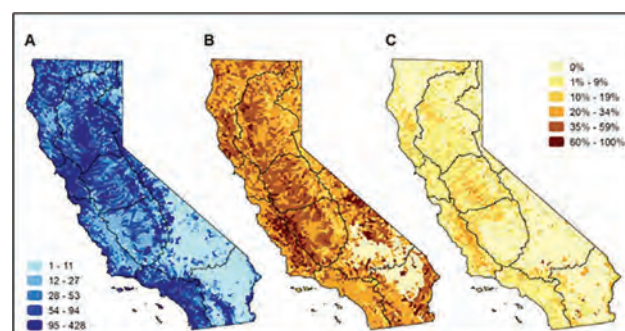 A
B
C
0%
1% - 9%
10% - 19%
20% - 34%
35% - 59%
60% - 100%
1 - 11
12 - 27
28 - 53
54 - 94
95 - 428